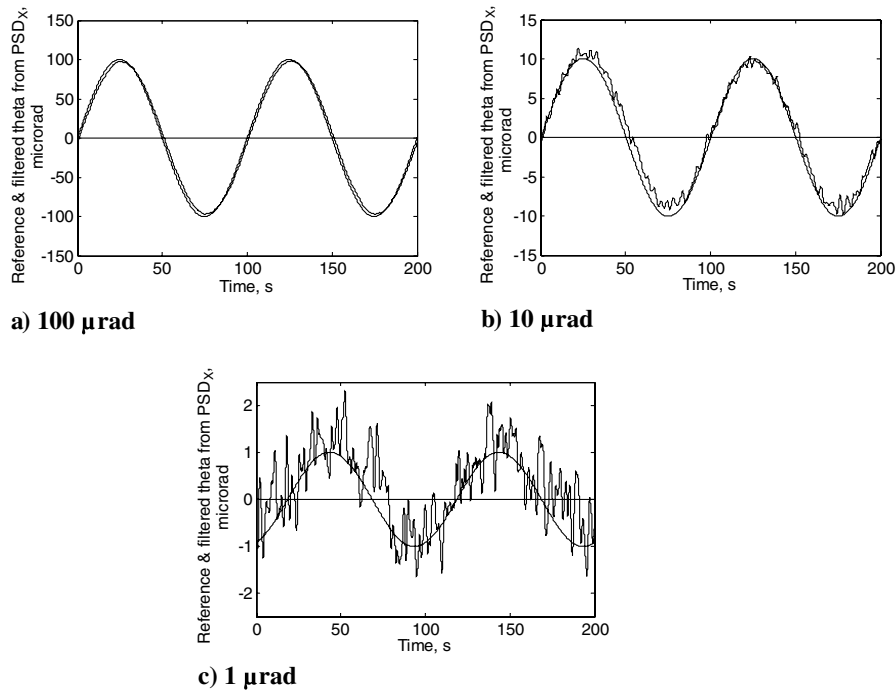 Reference & filtered theta from PSDX,
microrad
150
100
50
0
-50
-100
-150
0
50
100
150
200
Time, s
a) 100 µrad
Reference & filtered theta from PSDX,
microrad
15
10
5
0
-5
-10
-15
0
50
100
150
200
Time, s
b) 10 µrad
Reference & filtered theta from PSDX,
microrad
2
1
0
-1
-2
0
50
100
150
200
Time, s
c) 1 µrad